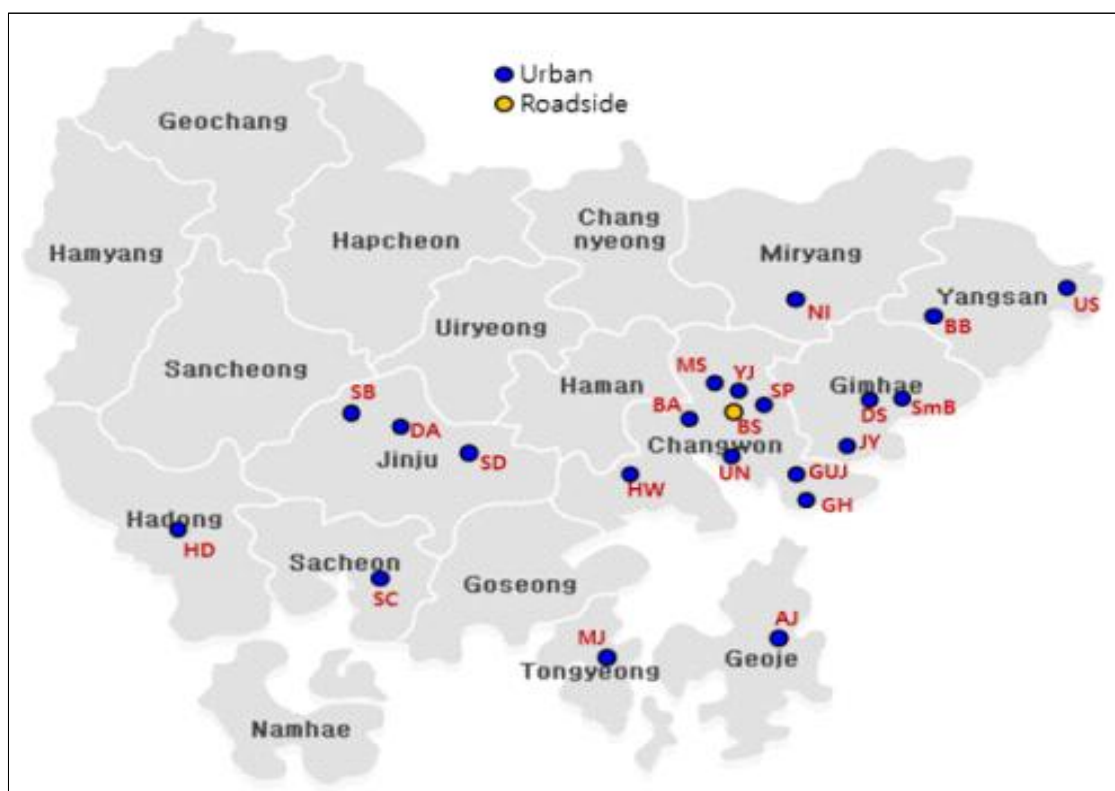 Urban
Roadside
Geochang
Chang
nyeong
Hapcheon
Hamyang
Miryang
Yangsan
US
NI
BB
Uiryeong
Sancheong
MS
YJ
Haman
Gimhae
SB
BA
SP
DS
SmB
BS
DA
Changwon
JY
Jinju
SD
UN
GUJ
HW
GH
Hadong
HD
Sacheon
Goseong
SC
AJ
MJ
Geoje
Tongyeong
Namhae